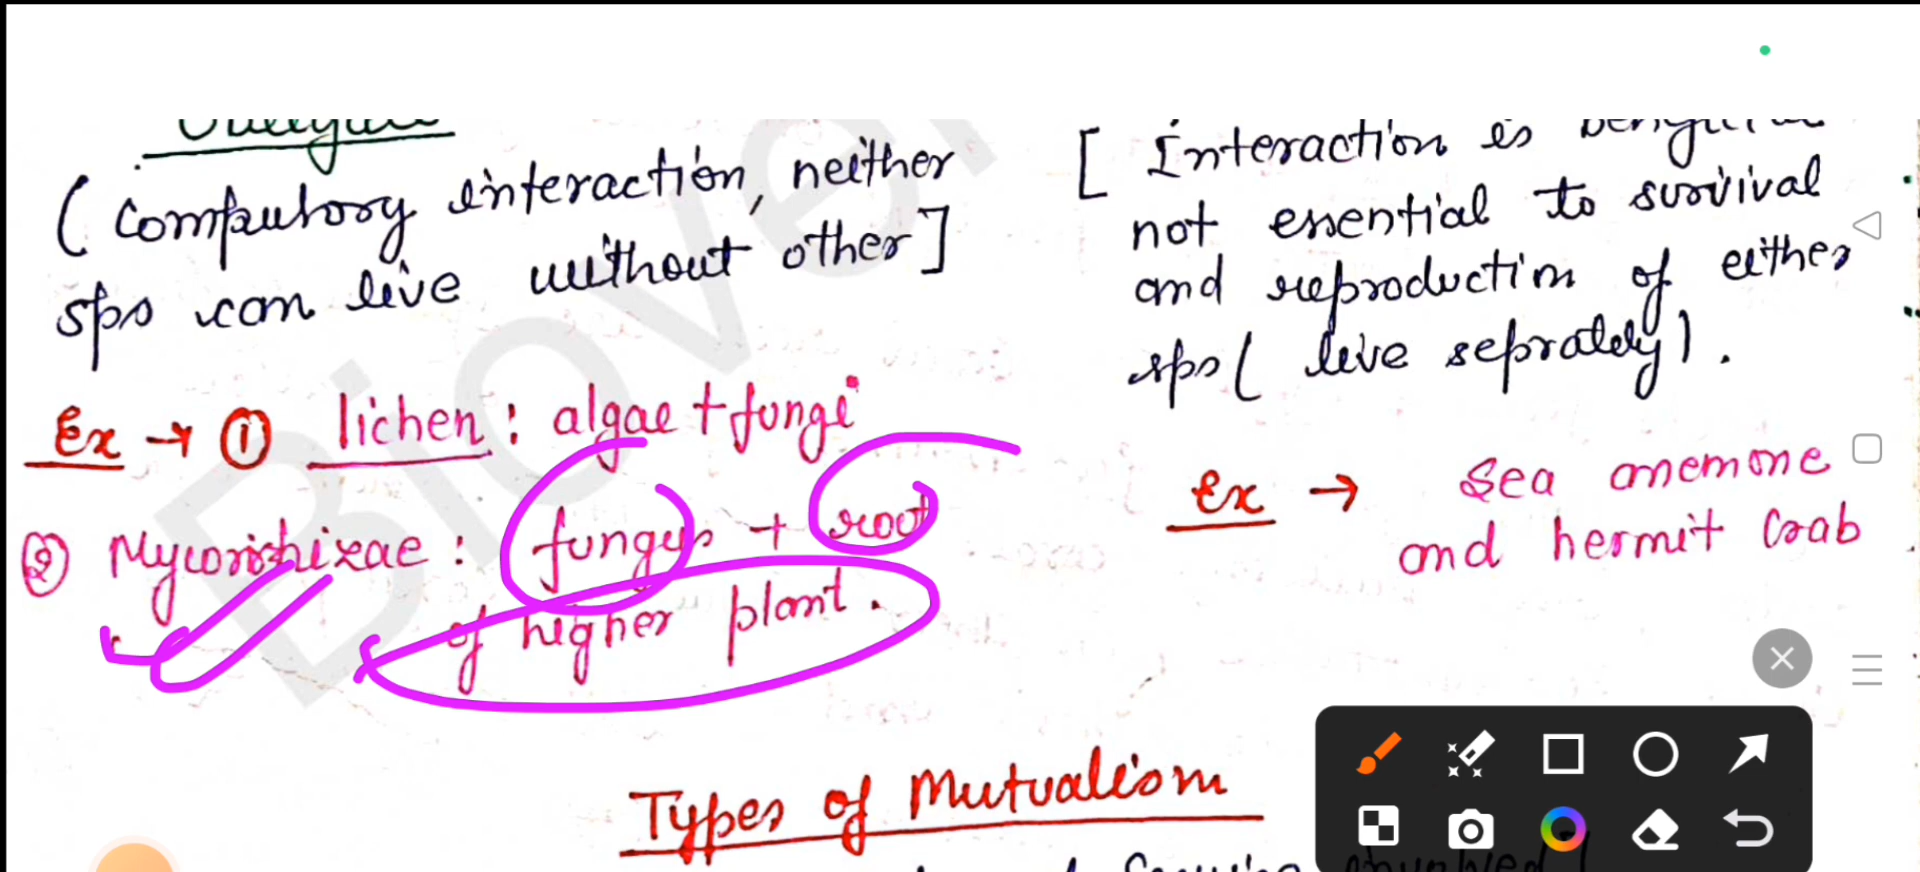 ( Compulsory interaction, neither
sps can live without other ]
Ex → ① lichen : algae + fungi
② Mycorrhizae : fungus + root
of higher plant.
[ Interaction is
not essential to survival
and reproduction of either
sps ( live seprately ) .
Ex → Sea anemone
and hermit Crab
Types of Mutualism